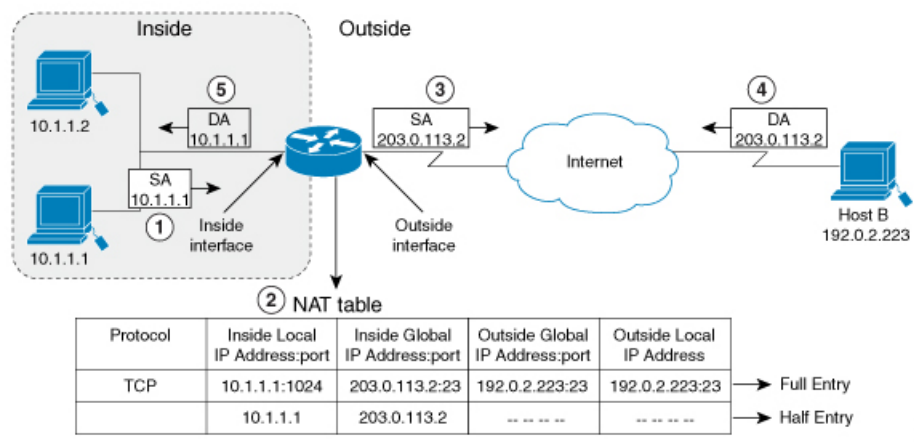 Inside
Outside
10.1.1.2
5
DA
10.1.1.1
3
SA
203.0.113.2
4
DA
203.0.113.2
Internet
SA
10.1.1.1
1
10.1.1.1
Inside
interface
Outside
interface
Host B
192.0.2.223
2 NAT table
Protocol
Inside Local
IP Address:port
Inside Global
IP Address:port
Outside Global
IP Address:port
Outside Local
IP Address
TCP 10.1.1.1:1024 203.0.113.2:23 192.0.2.223:23 192.0.2.223:23 Full Entry
10.1.1.1 203.0.113.2 -- -- -- -- -- -- -- -- Half Entry